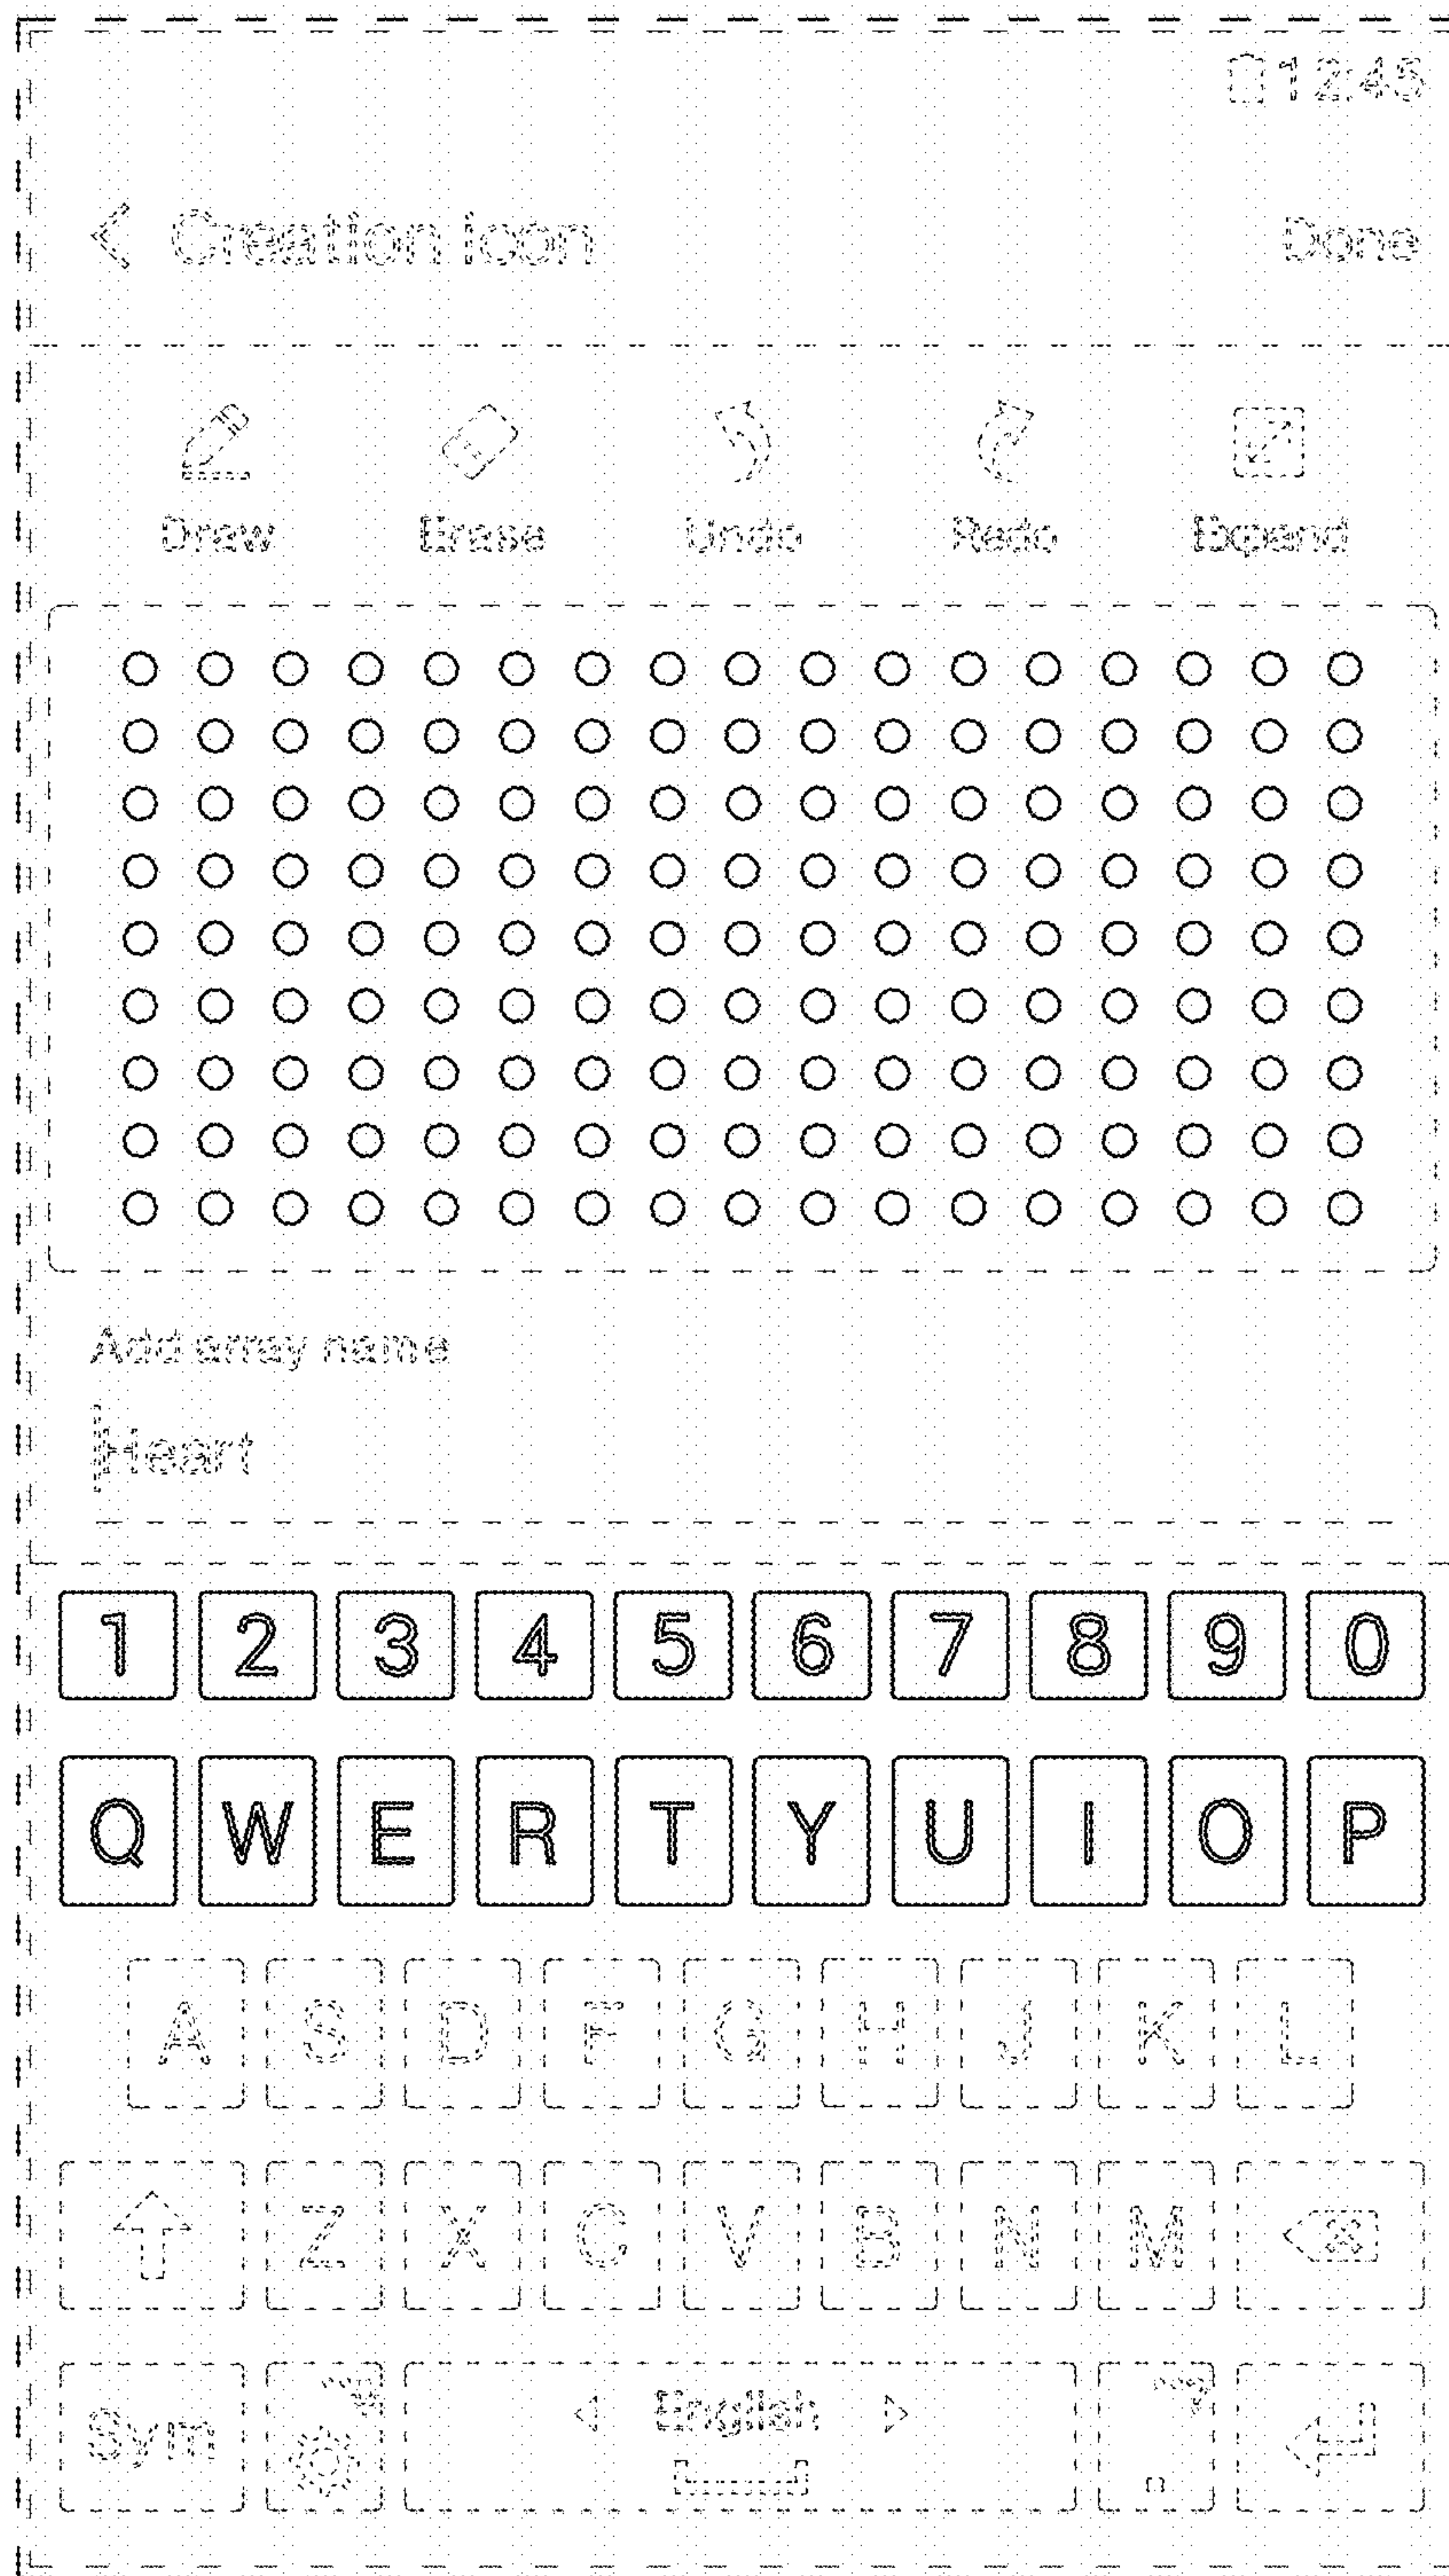 12:45
Creation icon Done
Draw Erase Undo Redo Expand
Add array name
Heart
1 2 3 4 5 6 7 8 9 0
Q W E R T Y U I O P
A S D F G H J K L
Z X C V B N M
Sym English .